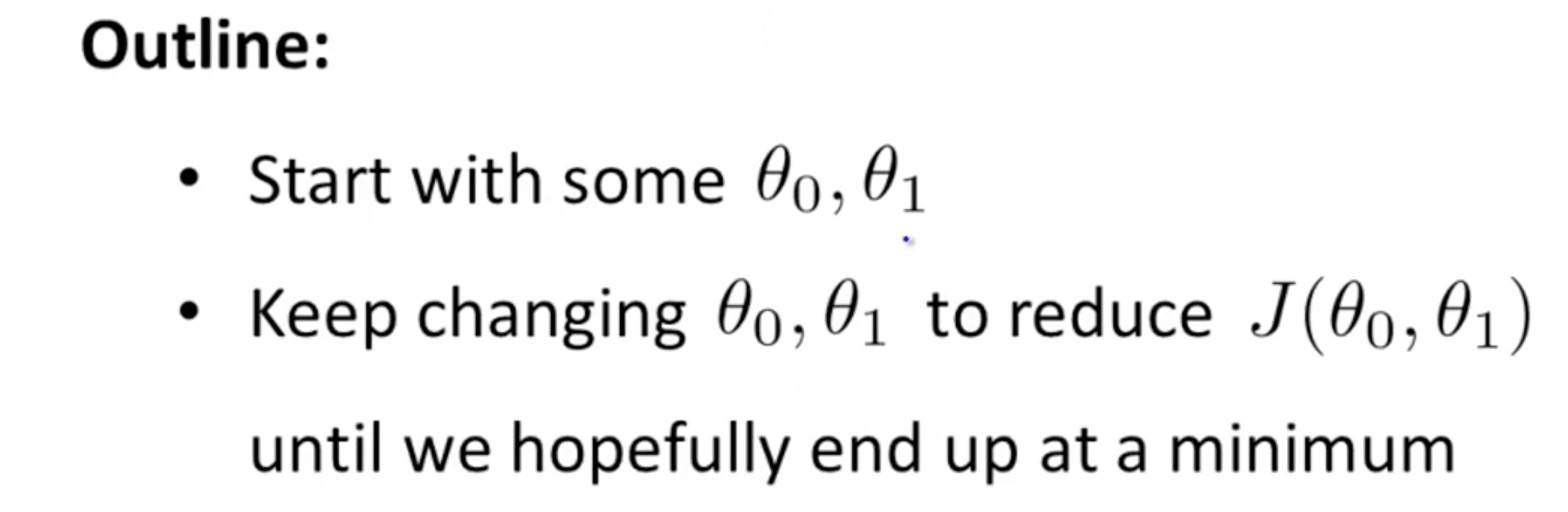 Outline:
• Start with some θ₀, θ₁
• Keep changing θ₀, θ₁ to reduce J(θ₀, θ₁)
until we hopefully end up at a minimum